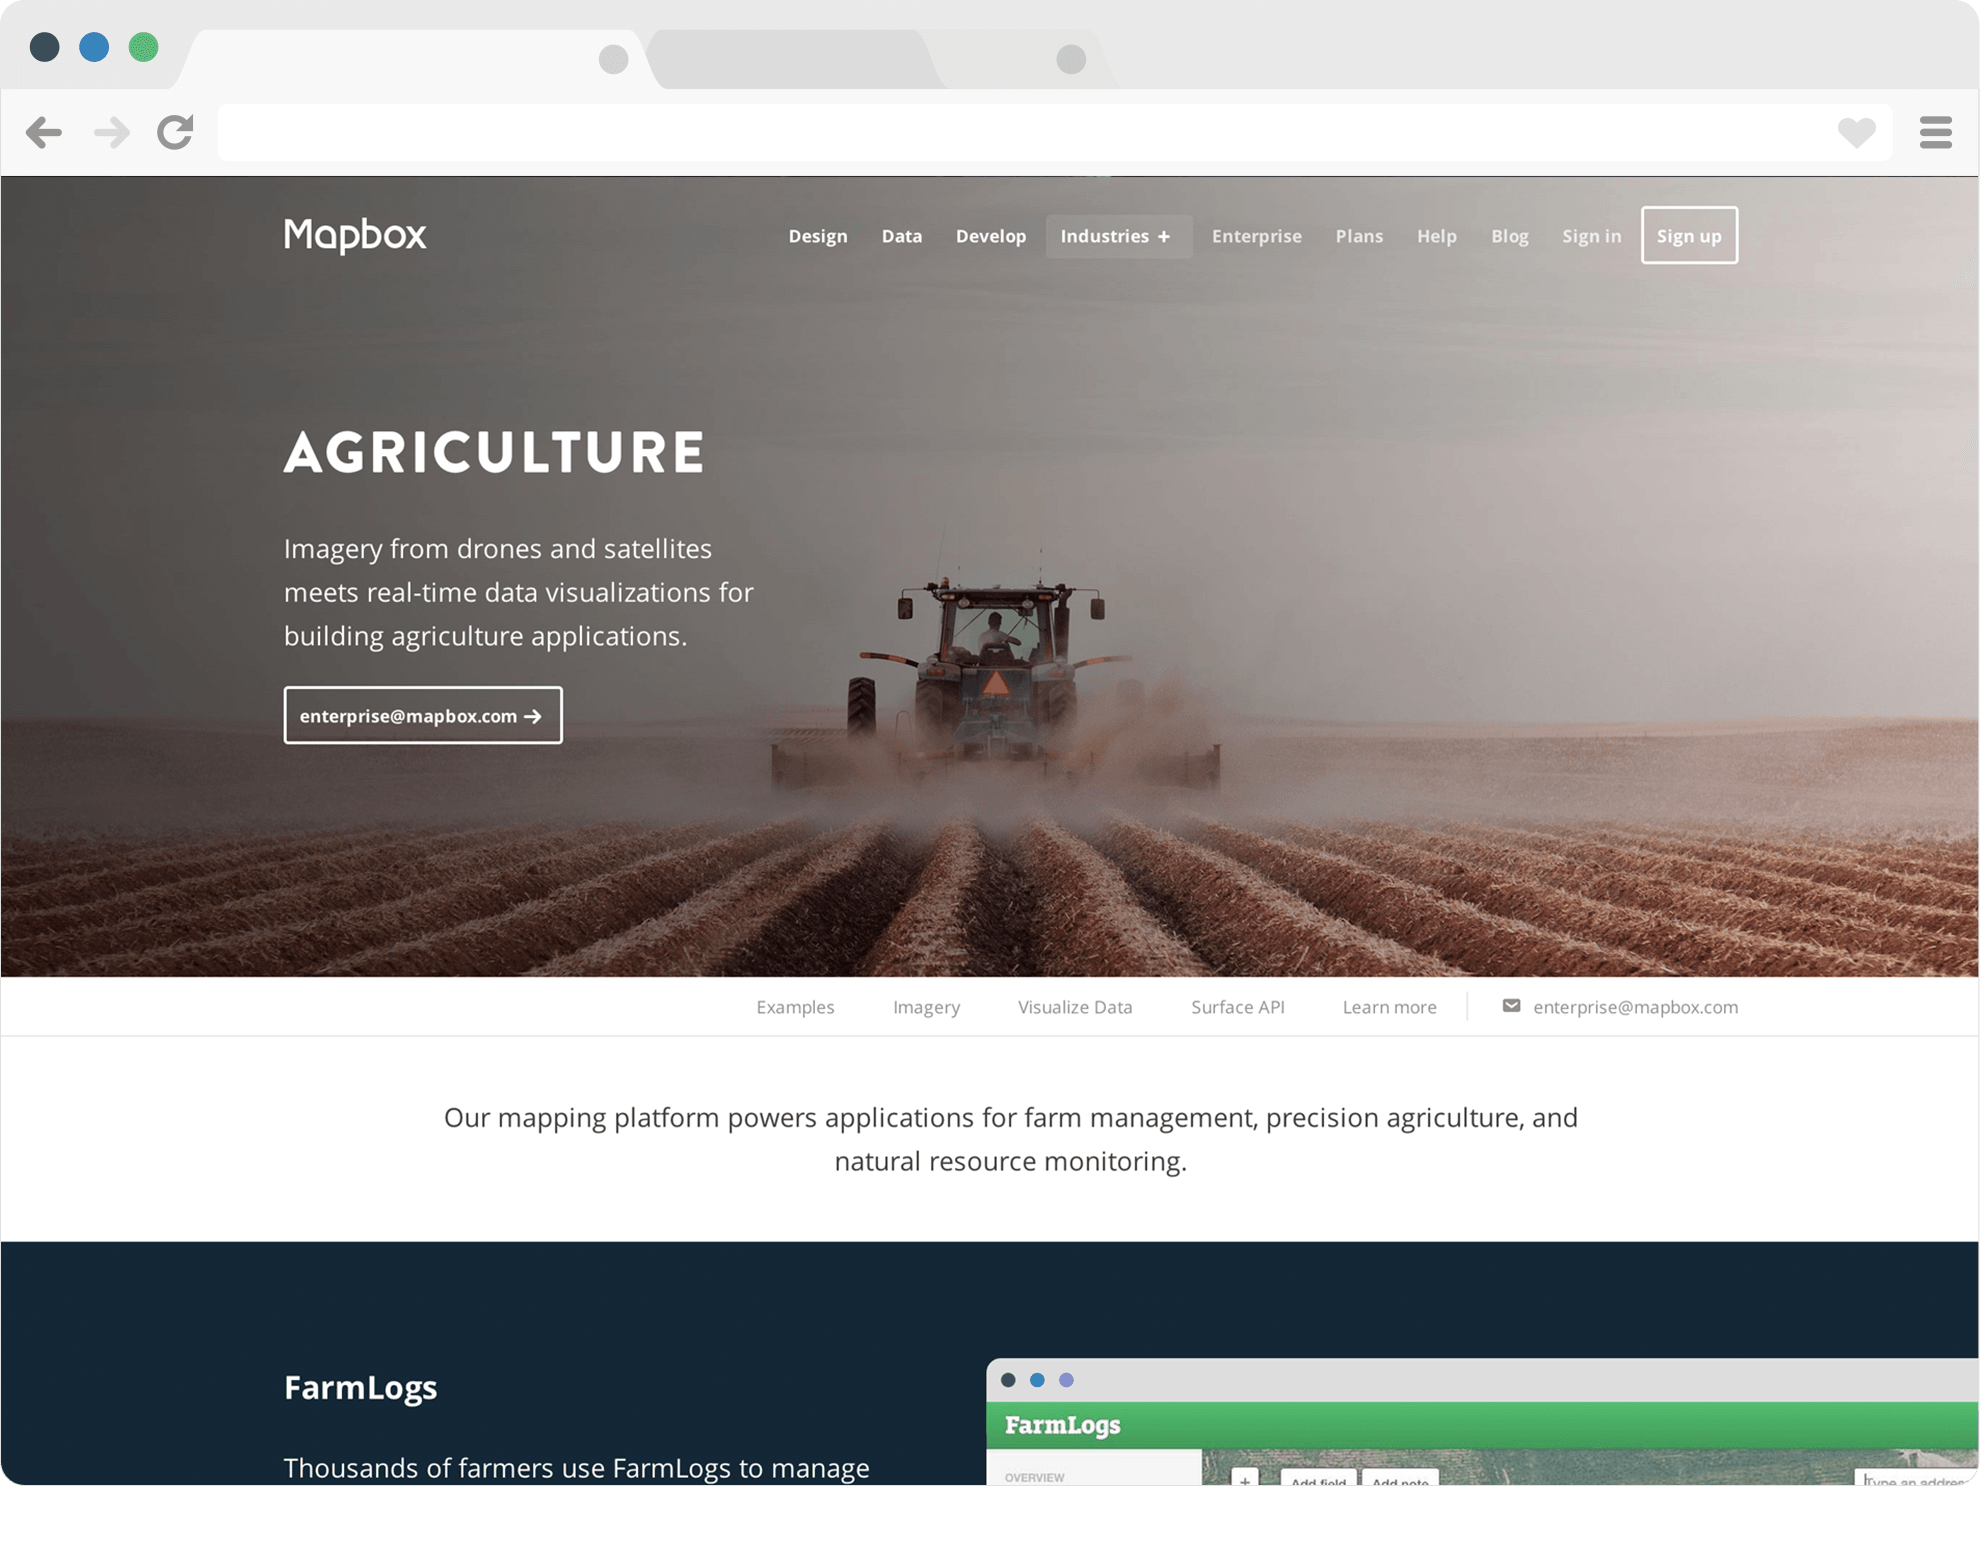 Mapbox
Design Data Develop Industries + Enterprise Plans Help Blog Sign in Sign up
AGRICULTURE
Imagery from drones and satellites
meets real-time data visualizations for
building agriculture applications.
enterprise@mapbox.com →
Examples Imagery Visualize Data Surface API Learn more enterprise@mapbox.com
Our mapping platform powers applications for farm management, precision agriculture, and
natural resource monitoring.
FarmLogs
Thousands of farmers use FarmLogs to manage
FarmLogs
OVERVIEW
+ Add field Add note Type an address